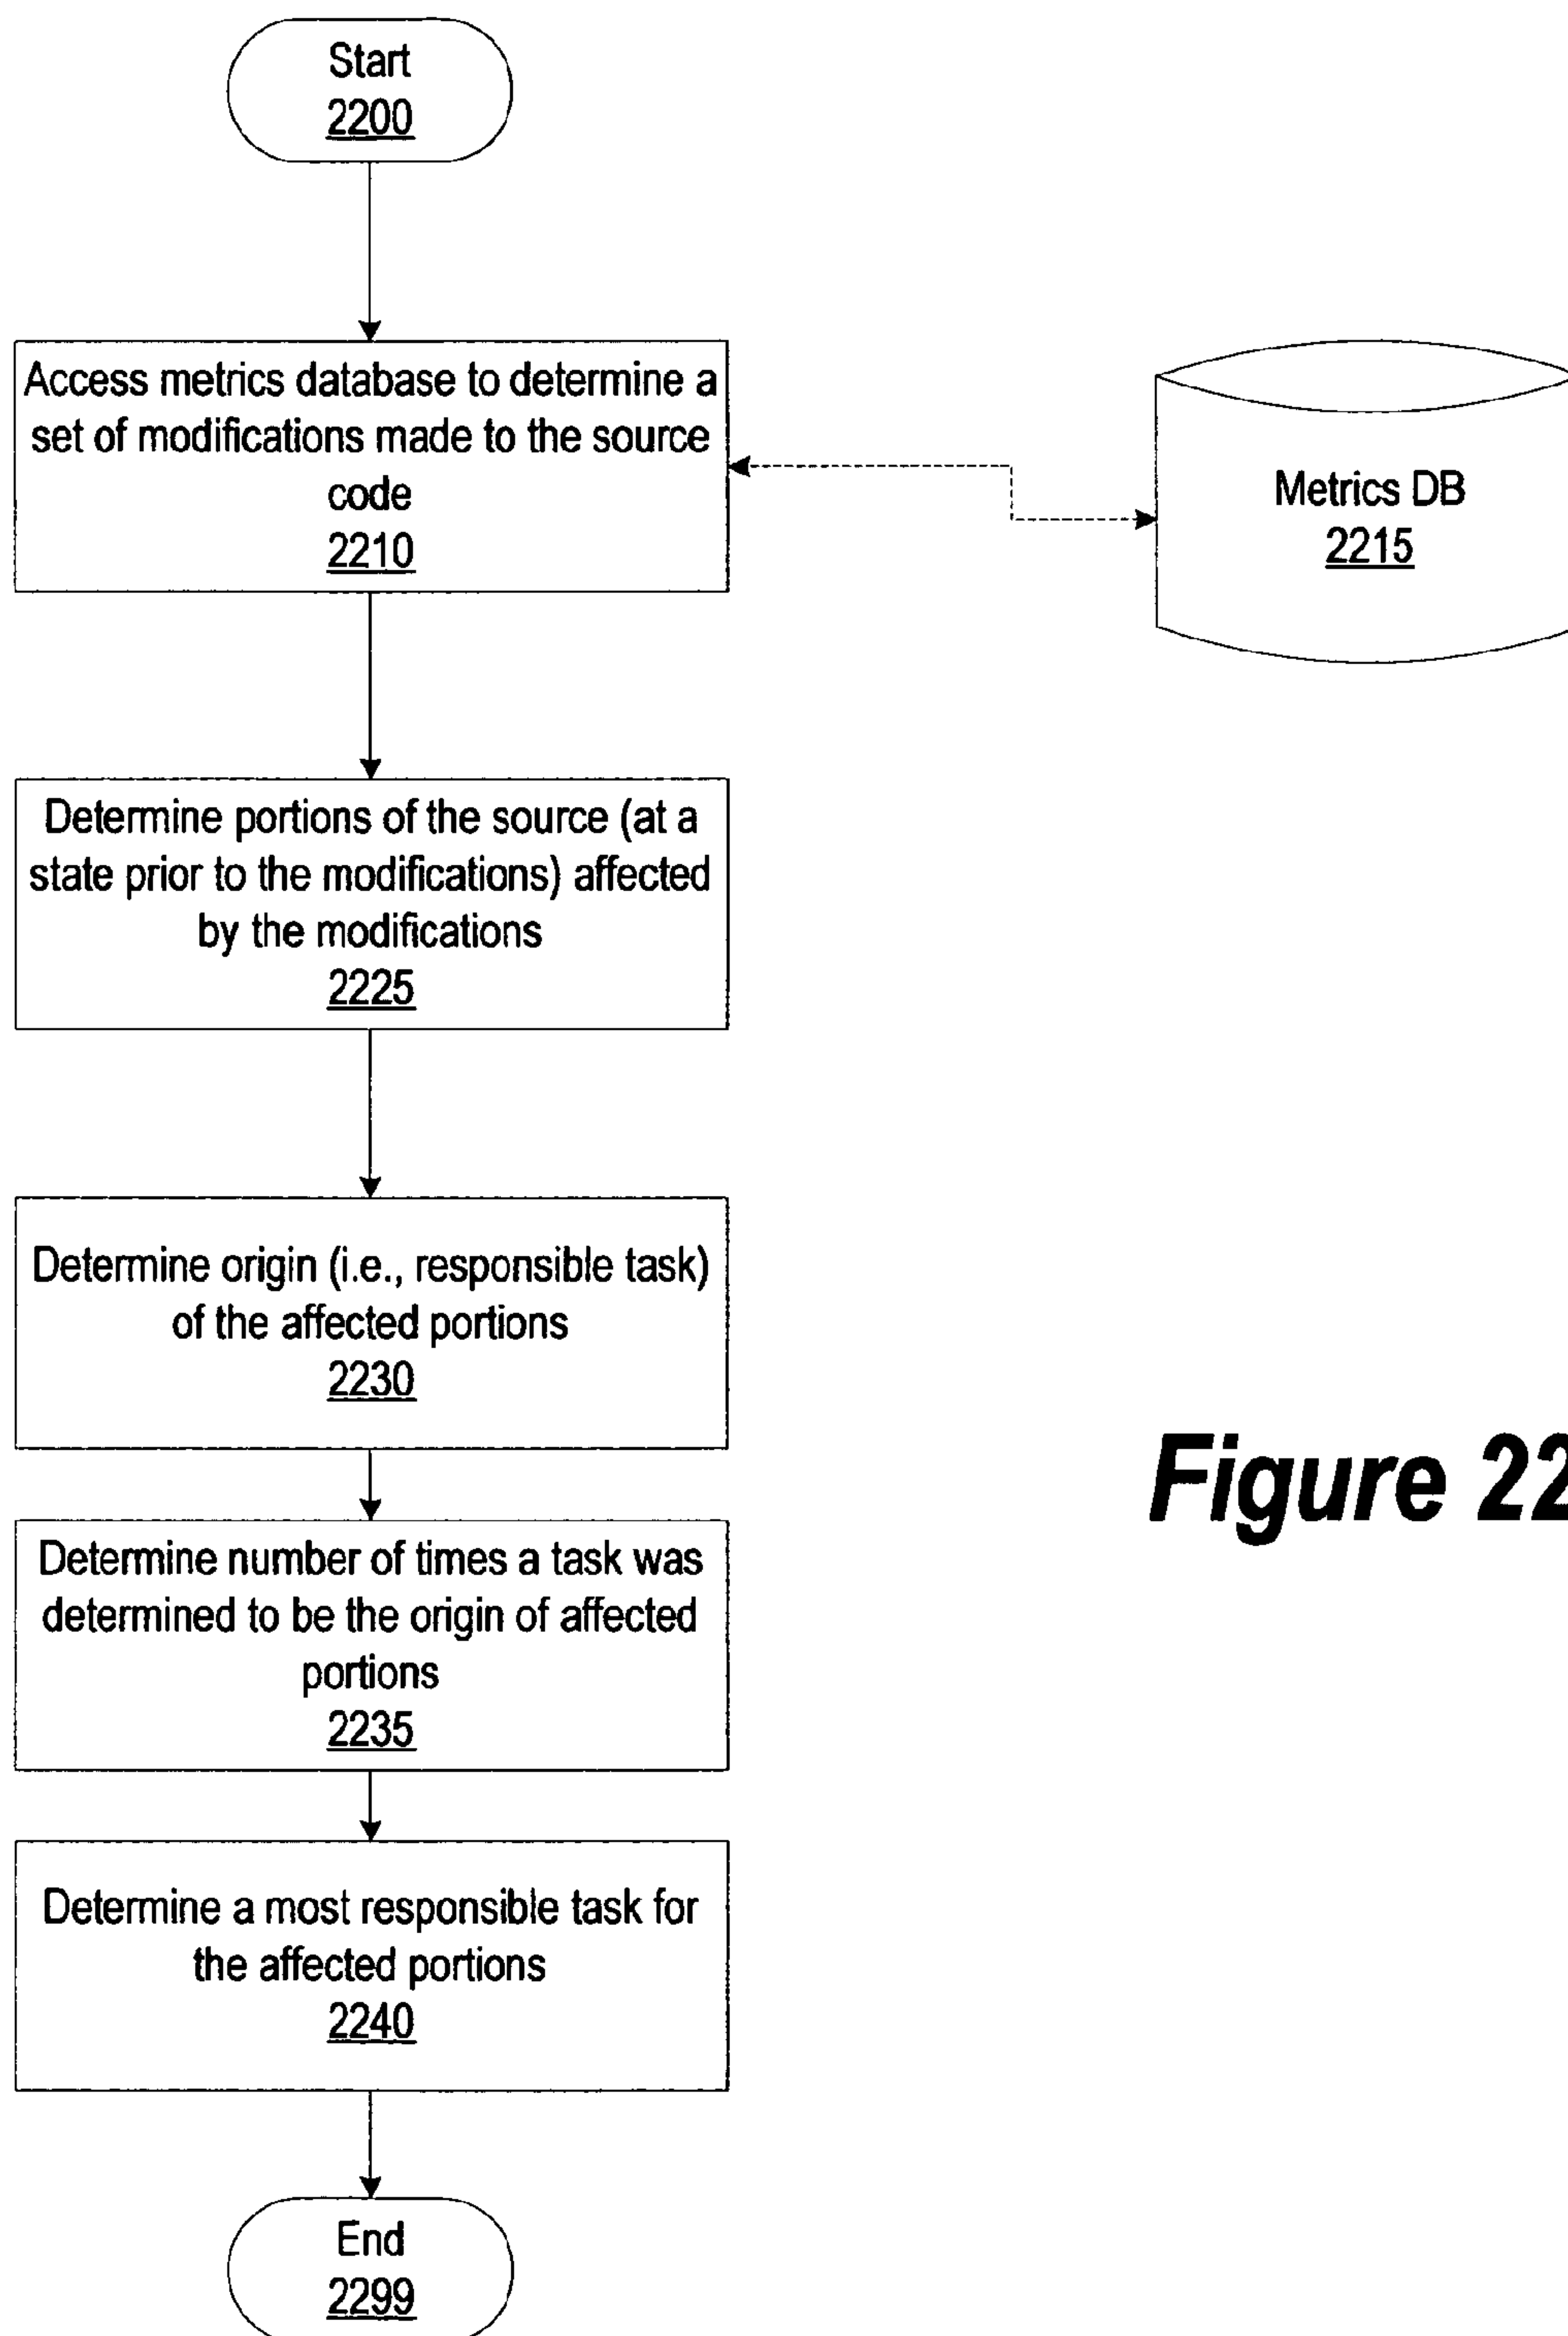 Start
2200
Access metrics database to determine a
set of modifications made to the source
code
2210
Metrics DB
2215
Determine portions of the source (at a
state prior to the modifications) affected
by the modifications
2225
Determine origin (i.e., responsible task)
of the affected portions
2230
Figure 22
Determine number of times a task was
determined to be the origin of affected
portions
2235
Determine a most responsible task for
the affected portions
2240
End
2299